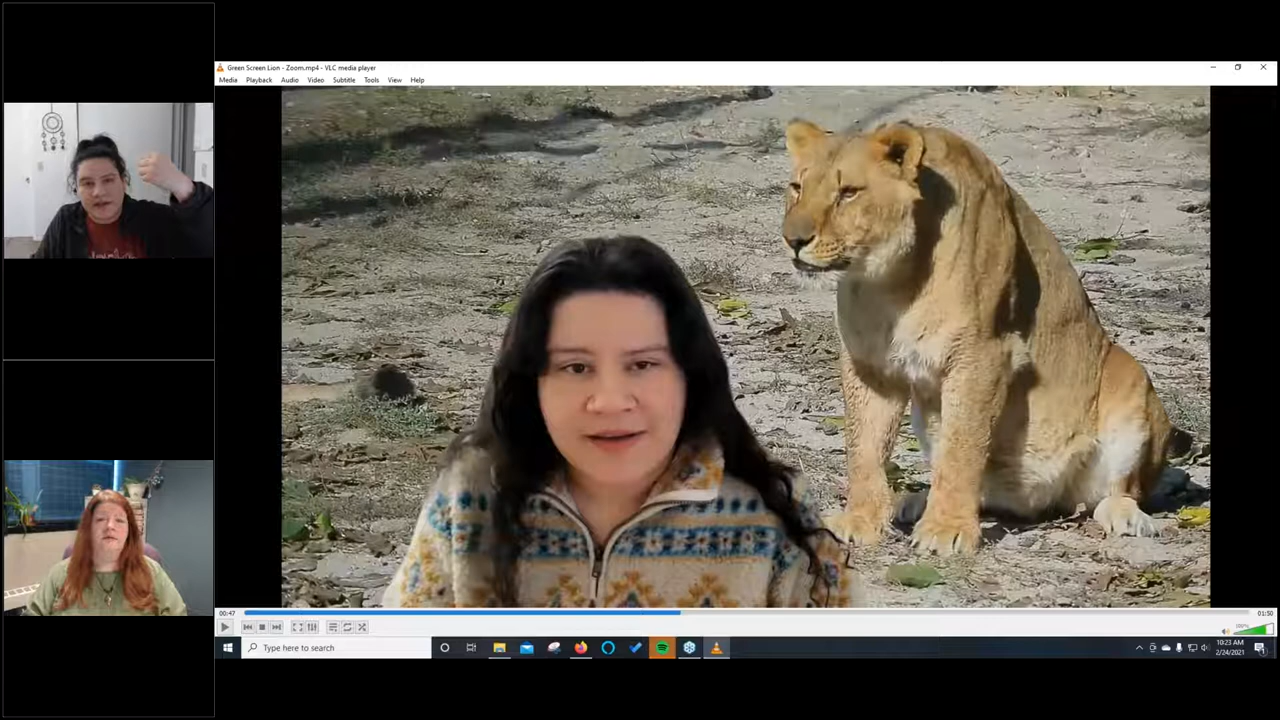 Green Screen Lion - Zoom.mp4 - VLC media player
Media Playback Audio Video Subtitle Tools View Help
00:47
01:50
100%
Type here to search
10:23 AM
2/24/2021